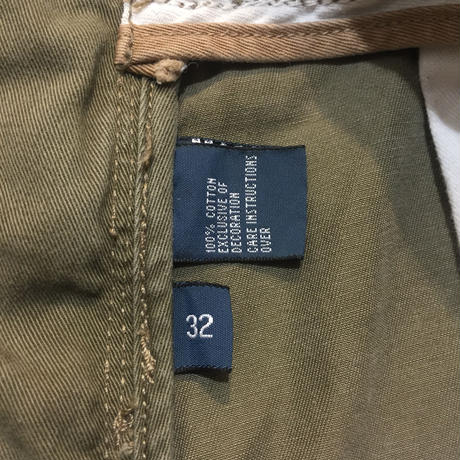 100% COTTON
EXCLUSIVE OF
DECORATION
CARE INSTRUCTIONS
OVER
32